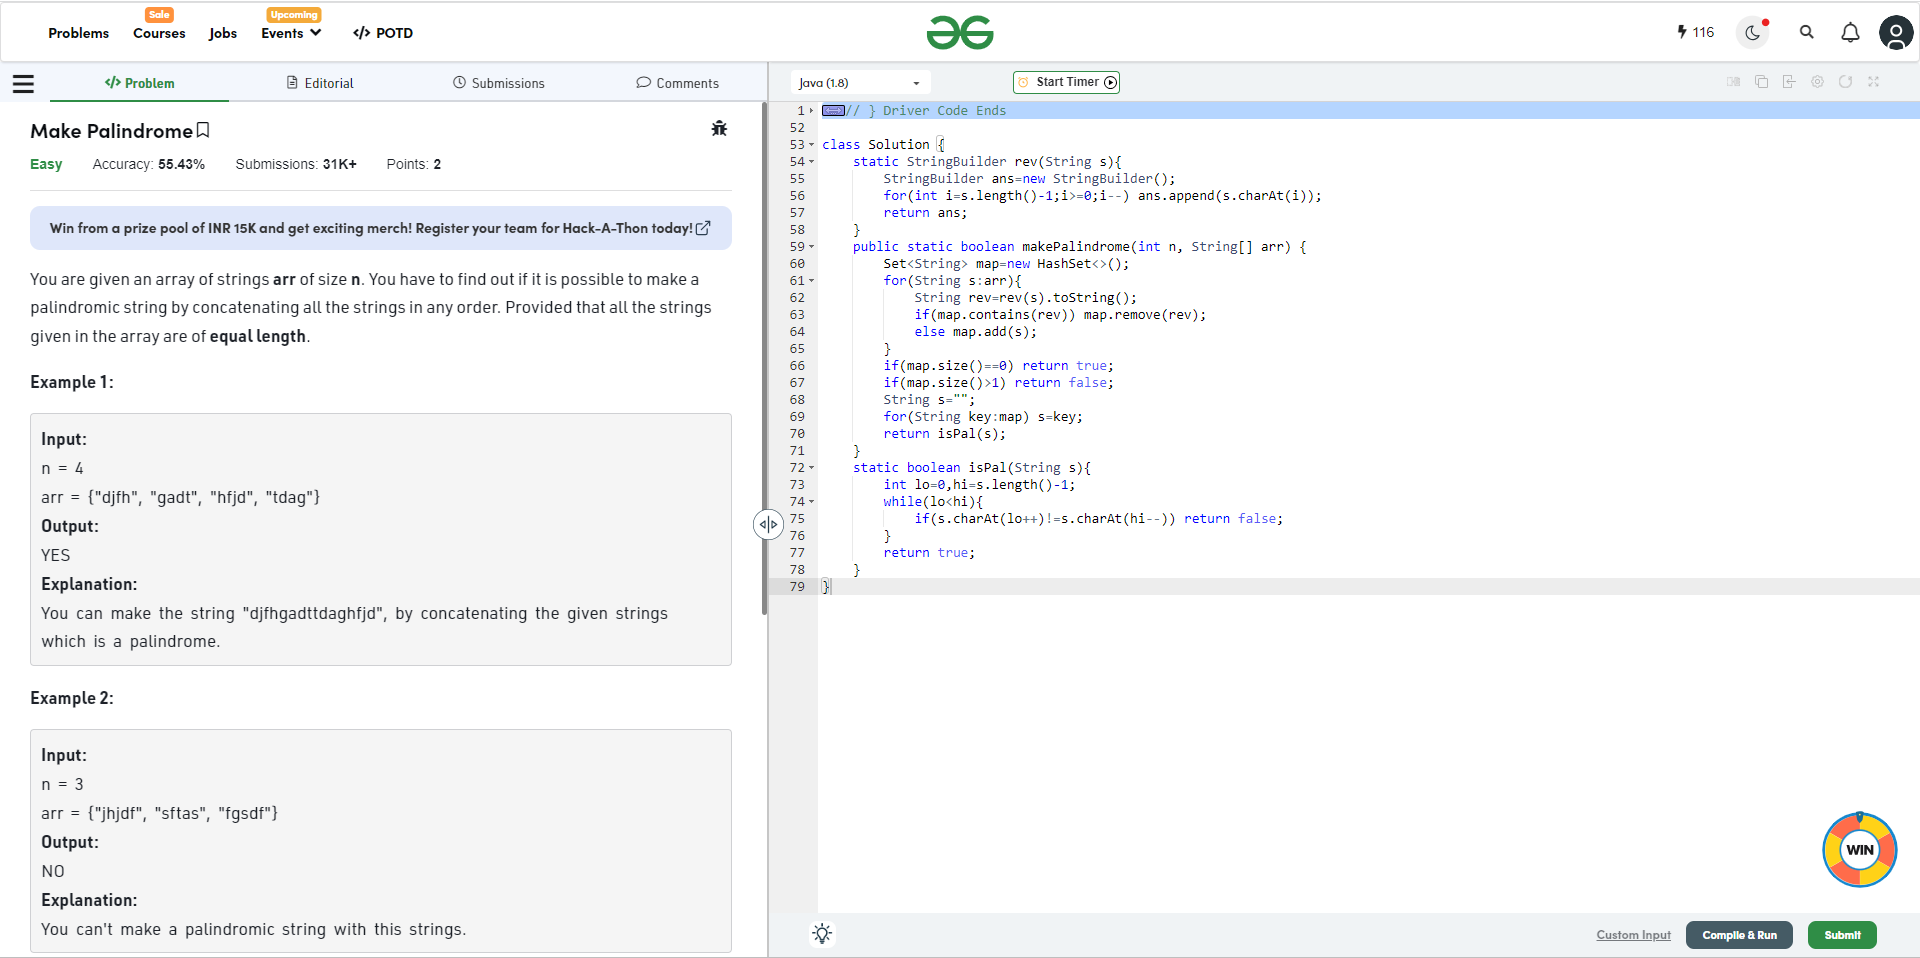 Sale
Upcoming
Problems Courses Jobs Events </> POTD
116
</> Problem Editorial Submissions Comments
Make Palindrome
Easy Accuracy: 55.43% Submissions: 31K+ Points: 2
Win from a prize pool of INR 15K and get exciting merch! Register your team for Hack-A-Thon today!
You are given an array of strings arr of size n. You have to find out if it is possible to make a
palindromic string by concatenating all the strings in any order. Provided that all the strings
given in the array are of equal length.
Example 1:
Input:
n = 4
arr = {"djfh", "gadt", "hfjd", "tdag"}
Output:
YES
Explanation:
You can make the string "djfhgadttdaghfjd", by concatenating the given strings
which is a palindrome.
Example 2:
Input:
n = 3
arr = {"jhjdf", "sftas", "fgsdf"}
Output:
NO
Explanation:
You can't make a palindromic string with this strings.
Java (1.8) Start Timer
1 // } Driver Code Ends
52
53 class Solution {
54 static StringBuilder rev(String s){
55 StringBuilder ans=new StringBuilder();
56 for(int i=s.length()-1;i>=0;i--) ans.append(s.charAt(i));
57 return ans;
58 }
59 public static boolean makePalindrome(int n, String[] arr) {
60 Set<String> map=new HashSet<>();
61 for(String s:arr){
62 String rev=rev(s).toString();
63 if(map.contains(rev)) map.remove(rev);
64 else map.add(s);
65 }
66 if(map.size()==0) return true;
67 if(map.size()>1) return false;
68 String s="";
69 for(String key:map) s=key;
70 return isPal(s);
71 }
72 static boolean isPal(String s){
73 int lo=0,hi=s.length()-1;
74 while(lo<hi){
75 if(s.charAt(lo++)!=s.charAt(hi--)) return false;
76 }
77 return true;
78 }
79 }
WIN
Custom Input Compile & Run Submit